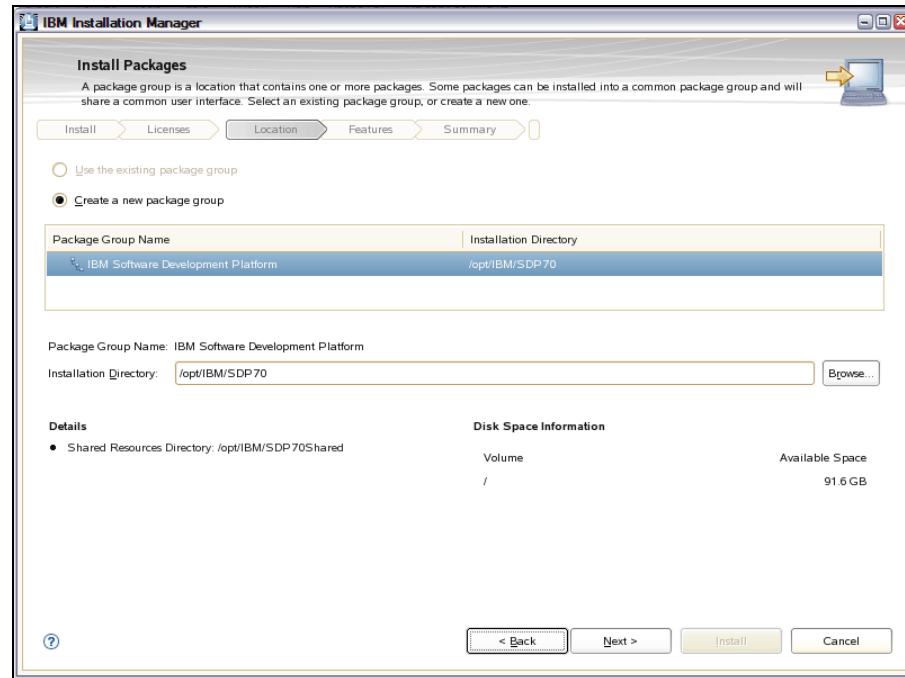 IBM Installation Manager
Install Packages
A package group is a location that contains one or more packages. Some packages can be installed into a common package group and will
share a common user interface. Select an existing package group, or create a new one.
Install Licenses Location Features Summary
Use the existing package group
Create a new package group
Package Group Name Installation Directory
IBM Software Development Platform /opt/IBM/SDP70
Package Group Name: IBM Software Development Platform
Installation Directory: /opt/IBM/SDP70 Browse...
Details Disk Space Information
Shared Resources Directory: /opt/IBM/SDP70Shared
Volume Available Space
/ 91.6 GB
? < Back Next > Install Cancel